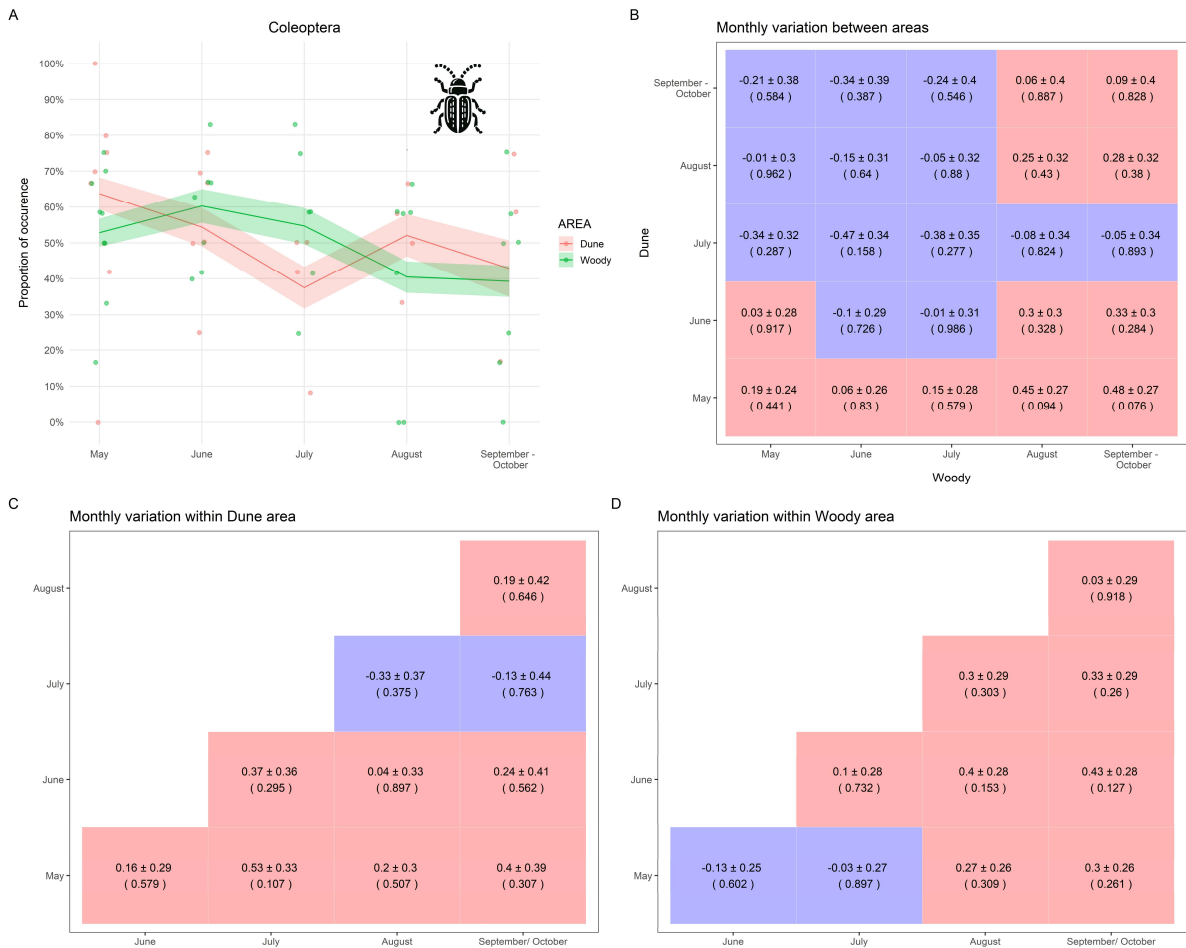 A
Coleoptera
Proportion of occurence
100%
90%
80%
70%
60%
50%
40%
30%
20%
10%
0%
May
June
July
August
September -
October
AREA
Dune
Woody
B
Monthly variation between areas
Dune
September -
October
-0.21 ± 0.38 -0.34 ± 0.39 -0.24 ± 0.4 0.06 ± 0.4 0.09 ± 0.4
( 0.584 ) ( 0.387 ) ( 0.546 ) ( 0.887 ) ( 0.828 )
August
-0.01 ± 0.3 -0.15 ± 0.31 -0.05 ± 0.32 0.25 ± 0.32 0.28 ± 0.32
( 0.962 ) ( 0.64 ) ( 0.88 ) ( 0.43 ) ( 0.38 )
July
-0.34 ± 0.32 -0.47 ± 0.34 -0.38 ± 0.35 -0.08 ± 0.34 -0.05 ± 0.34
( 0.287 ) ( 0.158 ) ( 0.277 ) ( 0.824 ) ( 0.893 )
June
0.03 ± 0.28 -0.1 ± 0.29 -0.01 ± 0.31 0.3 ± 0.3 0.33 ± 0.3
( 0.917 ) ( 0.726 ) ( 0.986 ) ( 0.328 ) ( 0.284 )
May
0.19 ± 0.24 0.06 ± 0.26 0.15 ± 0.28 0.45 ± 0.27 0.48 ± 0.27
( 0.441 ) ( 0.83 ) ( 0.579 ) ( 0.094 ) ( 0.076 )
May June July August September -
October
Woody
C
Monthly variation within Dune area
August
0.19 ± 0.42
( 0.646 )
July
-0.33 ± 0.37 -0.13 ± 0.44
( 0.375 ) ( 0.763 )
June
0.37 ± 0.36 0.04 ± 0.33 0.24 ± 0.41
( 0.295 ) ( 0.897 ) ( 0.562 )
May
0.16 ± 0.29 0.53 ± 0.33 0.2 ± 0.3 0.4 ± 0.39
( 0.579 ) ( 0.107 ) ( 0.507 ) ( 0.307 )
June July August September/ October
D
Monthly variation within Woody area
August
0.03 ± 0.29
( 0.918 )
July
0.3 ± 0.29 0.33 ± 0.29
( 0.303 ) ( 0.26 )
June
0.1 ± 0.28 0.4 ± 0.28 0.43 ± 0.28
( 0.732 ) ( 0.153 ) ( 0.127 )
May
-0.13 ± 0.25 -0.03 ± 0.27 0.27 ± 0.26 0.3 ± 0.26
( 0.602 ) ( 0.897 ) ( 0.309 ) ( 0.261 )
June July August September/ October